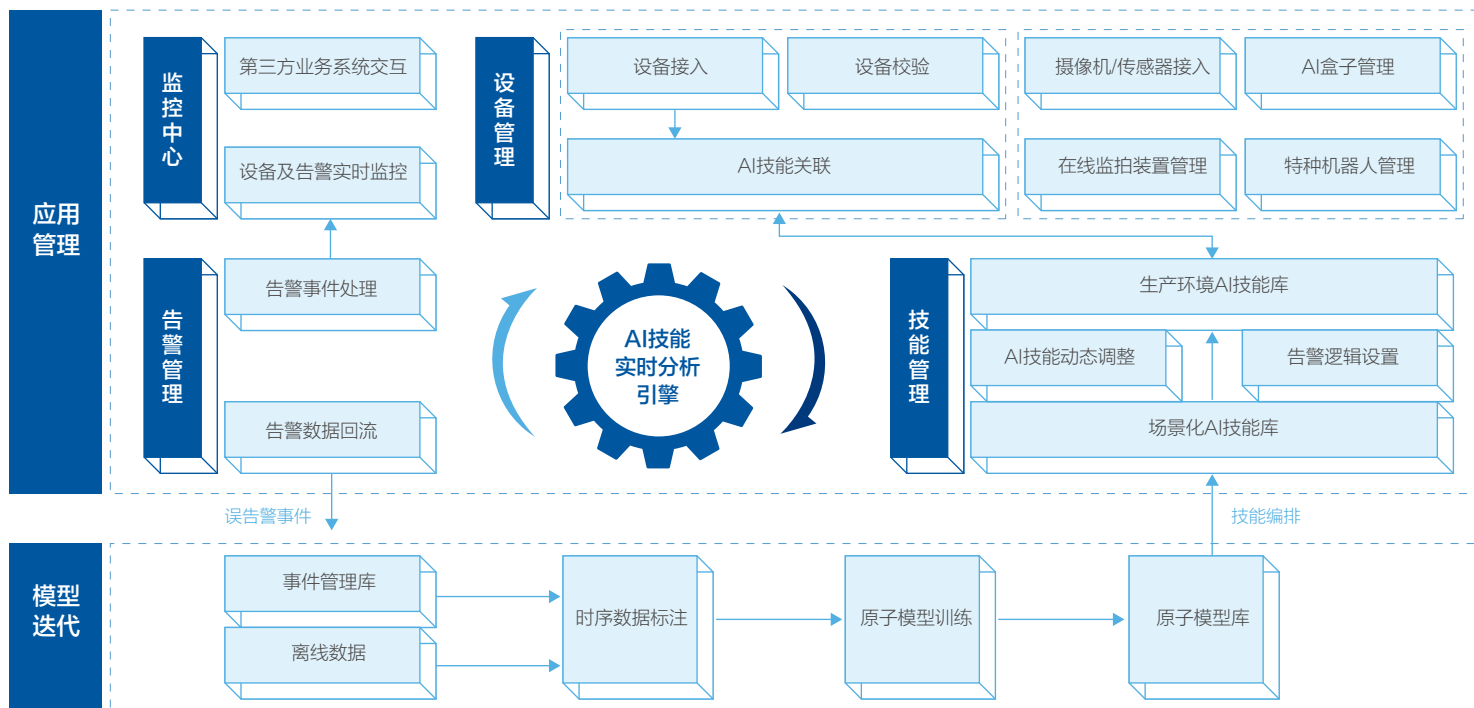 应用
管理
监控中心
第三方业务系统交互
设备及告警实时监控
设备管理
设备接入
设备校验
AI技能关联
摄像机/传感器接入
AI盒子管理
在线监拍装置管理
特种机器人管理
告警管理
告警事件处理
告警数据回流
AI技能
实时分析
引擎
技能管理
生产环境AI技能库
AI技能动态调整
告警逻辑设置
场景化AI技能库
误告警事件
技能编排
模型
迭代
事件管理库
离线数据
时序数据标注
原子模型训练
原子模型库